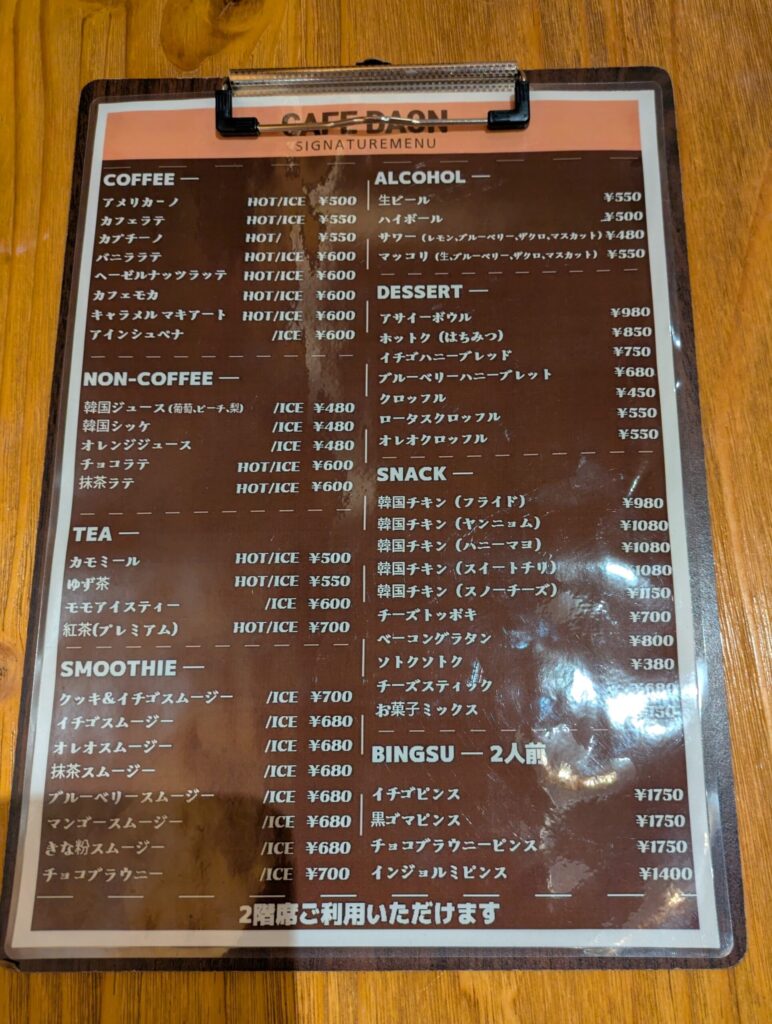 CAFE DAON
SIGNATUREMENU
COFFEE —
アメリカーノ HOT/ICE ¥500
カフェラテ HOT/ICE ¥550
カプチーノ HOT/ ¥550
バニララテ HOT/ICE ¥600
ヘーゼルナッツラッテ HOT/ICE ¥600
カフェモカ HOT/ICE ¥600
キャラメル マキアート HOT/ICE ¥600
アインシュペナ /ICE ¥600
NON-COFFEE —
韓国ジュース(葡萄、ピーチ、梨) /ICE ¥480
韓国シッケ /ICE ¥480
オレンジジュース /ICE ¥480
チョコラテ HOT/ICE ¥600
抹茶ラテ HOT/ICE ¥600
TEA —
カモミール HOT/ICE ¥500
ゆず茶 HOT/ICE ¥550
モモアイスティー /ICE ¥600
紅茶(プレミアム) HOT/ICE ¥700
SMOOTHIE —
クッキ&イチゴスムージー /ICE ¥700
イチゴスムージー /ICE ¥680
オレオスムージー /ICE ¥680
抹茶スムージー /ICE ¥680
ブルーベリースムージー /ICE ¥680
マンゴースムージー /ICE ¥680
きな粉スムージー /ICE ¥680
チョコブラウニー /ICE ¥700
ALCOHOL —
生ビール ¥550
ハイボール ¥500
サワー (レモン、ブルーベリー、ザクロ、マスカット) ¥480
マッコリ (生、ブルーベリー、ザクロ、マスカット) ¥550
DESSERT —
アサイーボウル ¥980
ホットク (はちみつ) ¥850
イチゴハニーブレッド ¥750
ブルーベリーハニーブレット ¥680
クロッフル ¥450
ロータスクロッフル ¥550
オレオクロッフル ¥550
SNACK —
韓国チキン (フライド) ¥980
韓国チキン (ヤンニョム) ¥1080
韓国チキン (ハニーマヨ) ¥1080
韓国チキン (スイートチリ) ¥1080
韓国チキン (スノーチーズ) ¥1150
チーズトッポキ ¥700
ベーコングラタン ¥800
ソトクソトク ¥380
チーズスティック
お菓子ミックス
BINGSU — 2人前
イチゴビンス ¥1750
黒ゴマビンス ¥1750
チョコブラウニービンス ¥1750
インジョルミビンス ¥1400
2階席ご利用いただけます